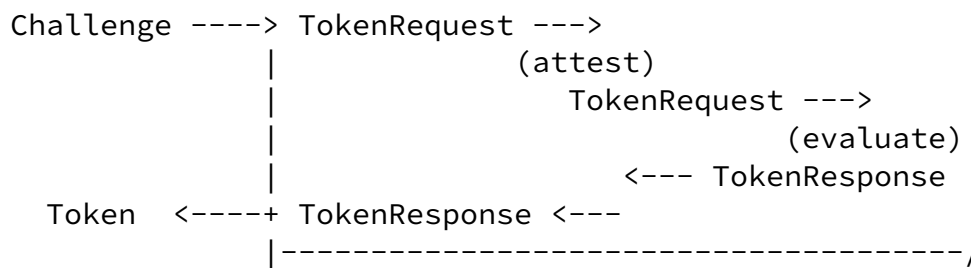 Challenge ----> TokenRequest --->
                |             (attest)
                |                TokenRequest --->
                |                            (evaluate)
                |                   <--- TokenResponse
  Token  <----+ TokenResponse <---
                |--------------------------------------/